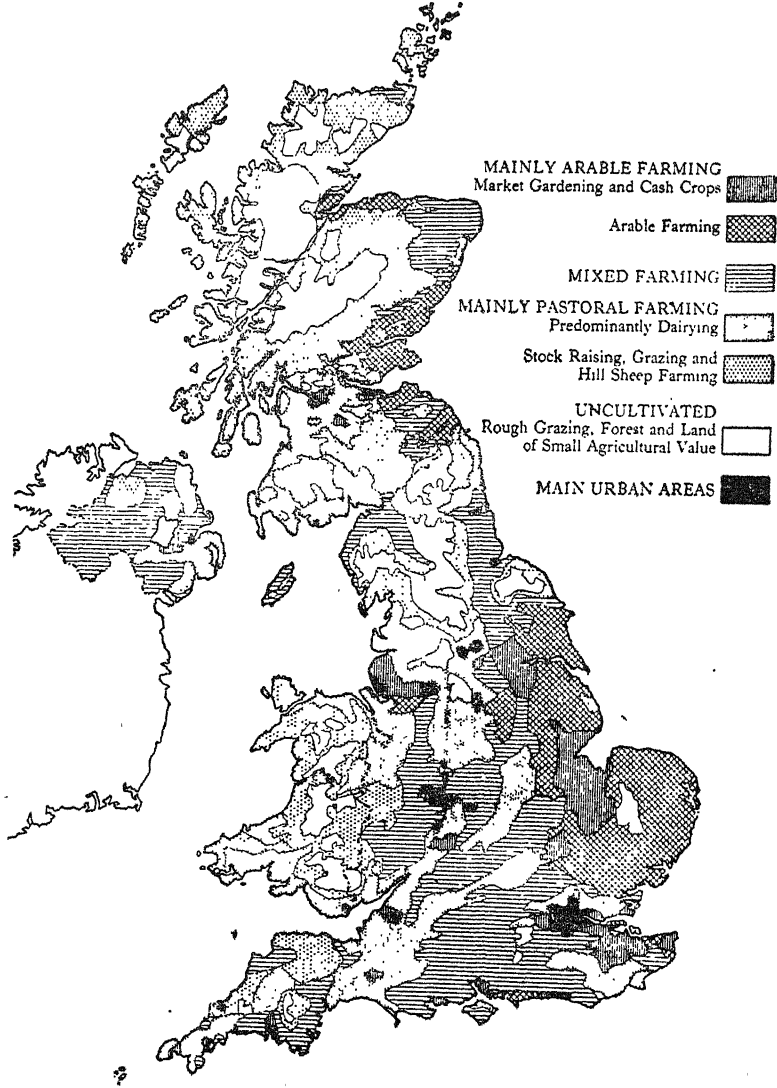 MAINLY ARABLE FARMING
Market Gardening and Cash Crops
Arable Farming
MIXED FARMING
MAINLY PASTORAL FARMING
Predominantly Dairying
Stock Raising, Grazing and
Hill Sheep Farming
UNCULTIVATED
Rough Grazing, Forest and Land
of Small Agricultural Value
MAIN URBAN AREAS